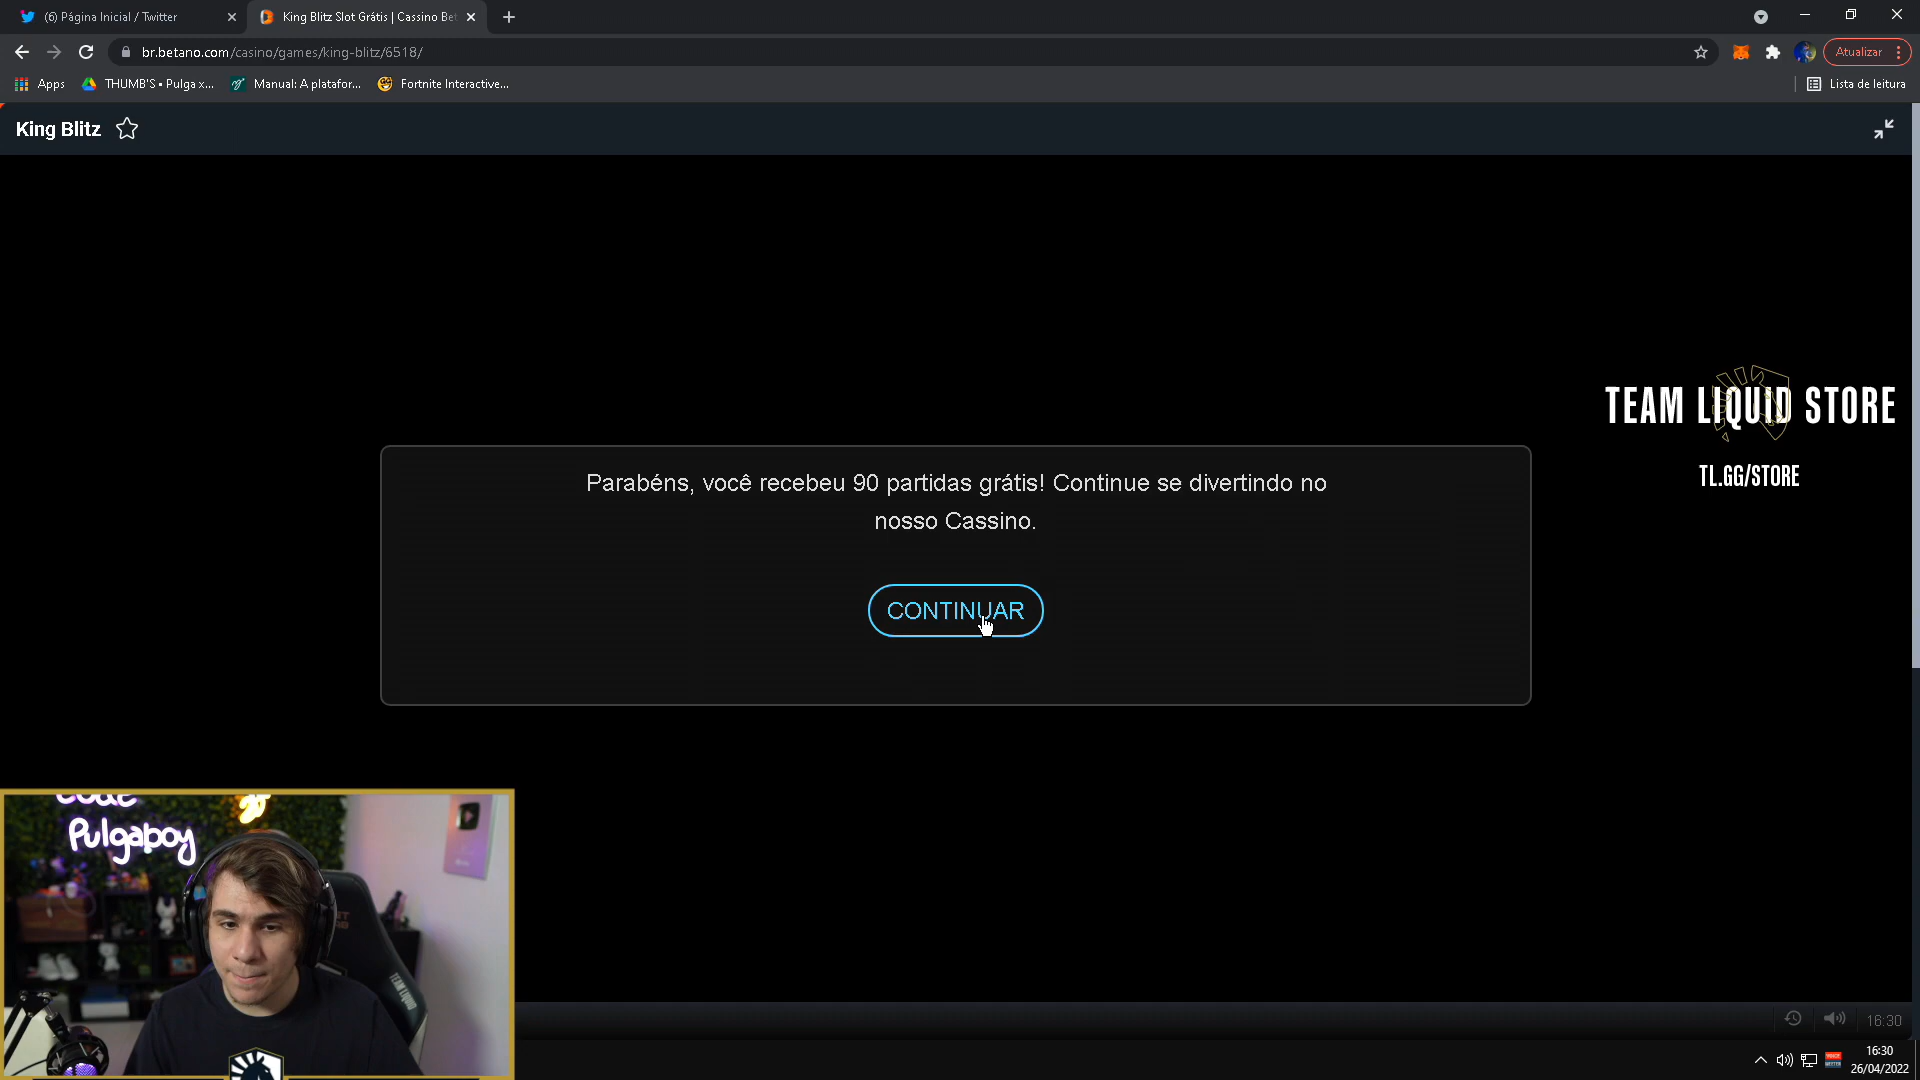 (6) Página Inicial / Twitter
King Blitz Slot Grátis | Cassino Bet
br.betano.com/casino/games/king-blitz/6518/
Atualizar
Apps
THUMB'S • Pulga x...
Manual: A platafor...
Fortnite Interactive...
Lista de leitura
King Blitz
TEAM LIQUID STORE
TL.GG/STORE
Parabéns, você recebeu 90 partidas grátis! Continue se divertindo no
nosso Cassino.
CONTINUAR
code
Pulgaboy
TEAM LIQUID
16:30
16:30
26/04/2022